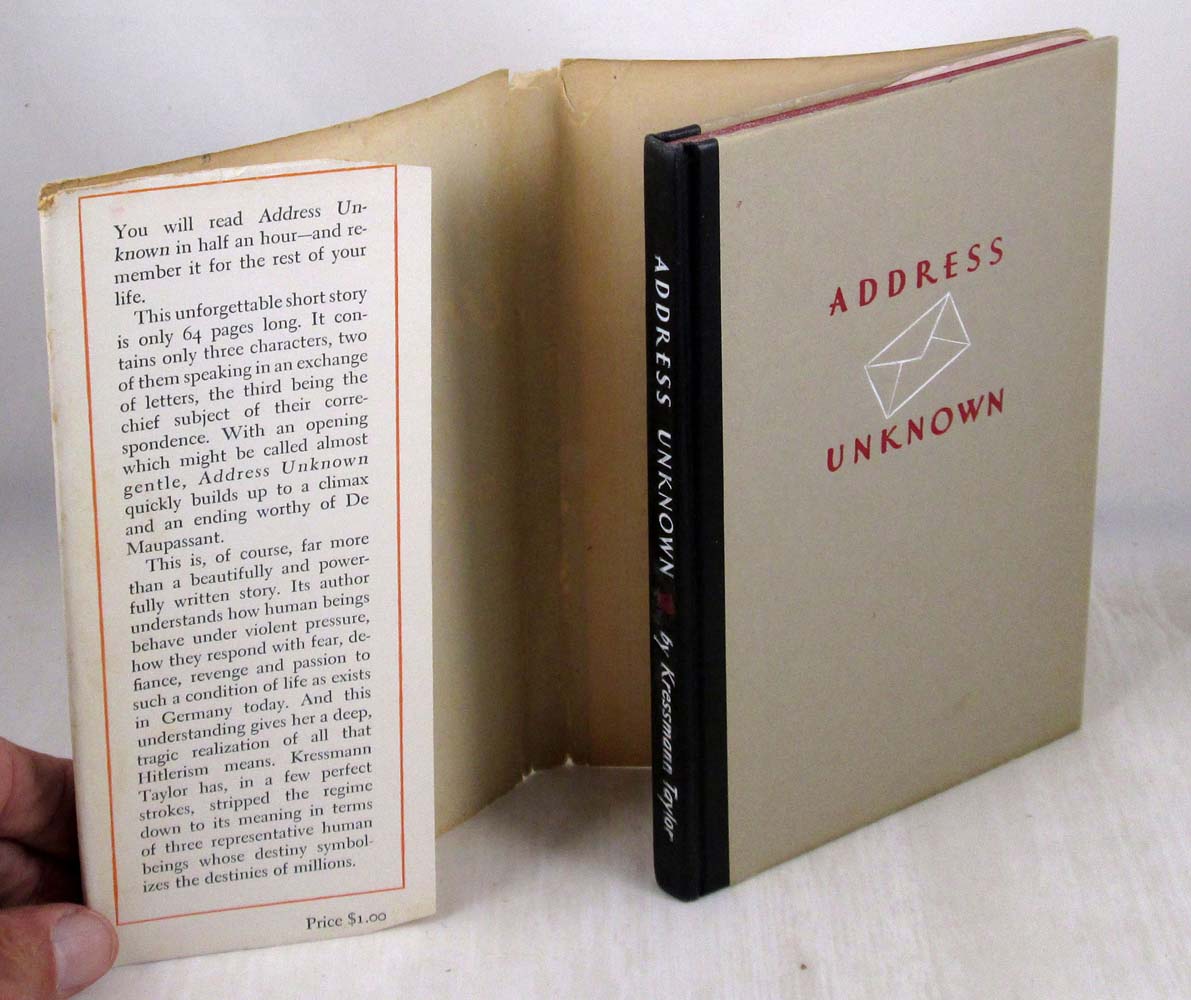 You will read Address Un-
known in half an hour—and re-
member it for the rest of your
life.
This unforgettable short story
is only 64 pages long. It con-
tains only three characters, two
of them speaking in an exchange
of letters, the third being the
chief subject of their corre-
spondence. With an opening
which might be called almost
gentle, Address Unknown
quickly builds up to a climax
and an ending worthy of De
Maupassant.
This is, of course, far more
than a beautifully and power-
fully written story. Its author
understands how human beings
behave under violent pressure,
how they respond with fear, de-
fiance, revenge and passion to
such a condition of life as exists
in Germany today. And this
understanding gives her a deep,
tragic realization of all that
Hitlerism means. Kressmann
Taylor has, in a few perfect
strokes, stripped the regime
down to its meaning in terms
of three representative human
beings whose destiny symbol-
izes the destinies of millions.
Price $1.00
ADDRESS UNKNOWN by Kressmann Taylor
ADDRESS
UNKNOWN